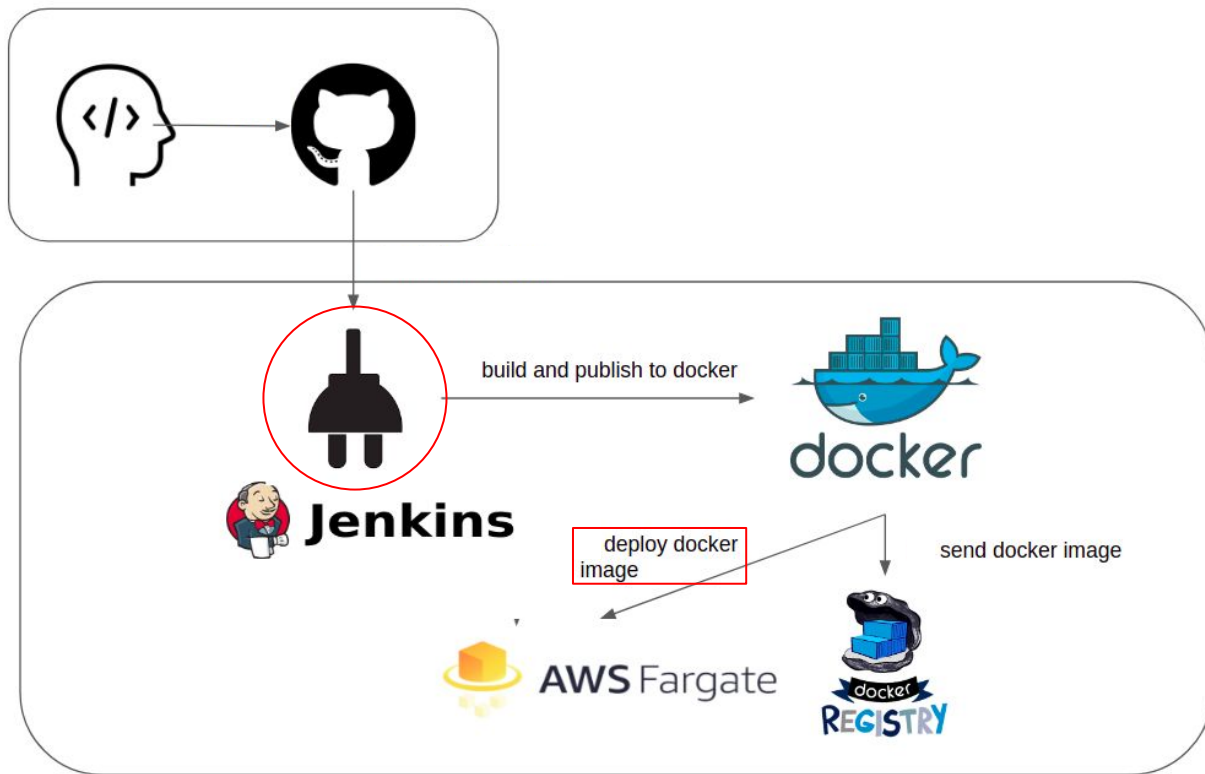 </>
build and publish to docker
docker
Jenkins
deploy docker
image
send docker image
AWS Fargate
docker
REGISTRY